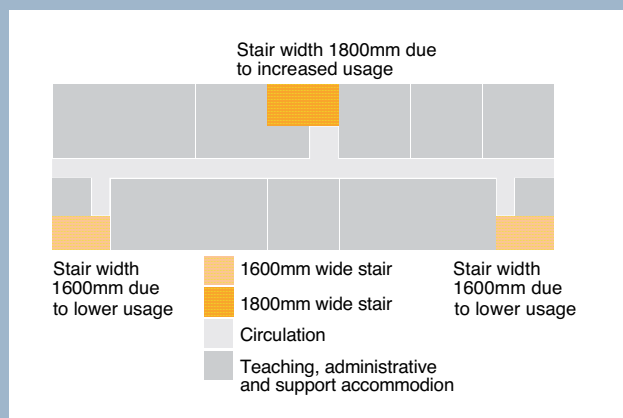 Stair width 1800mm due
to increased usage
Stair width
1600mm due
to lower usage
1600mm wide stair
1800mm wide stair
Circulation
Teaching, administrative
and support accommodion
Stair width
1600mm due
to lower usage